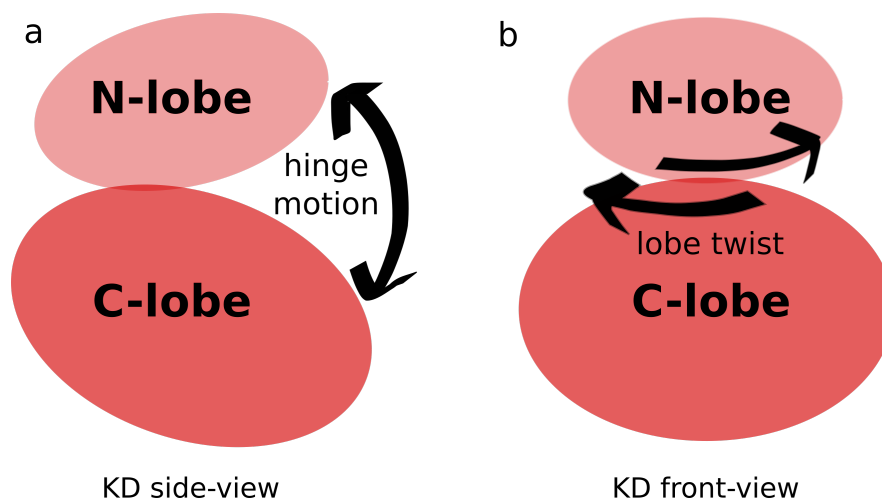 a
N-lobe
hinge
motion
C-lobe
KD side-view
b
N-lobe
lobe twist
C-lobe
KD front-view